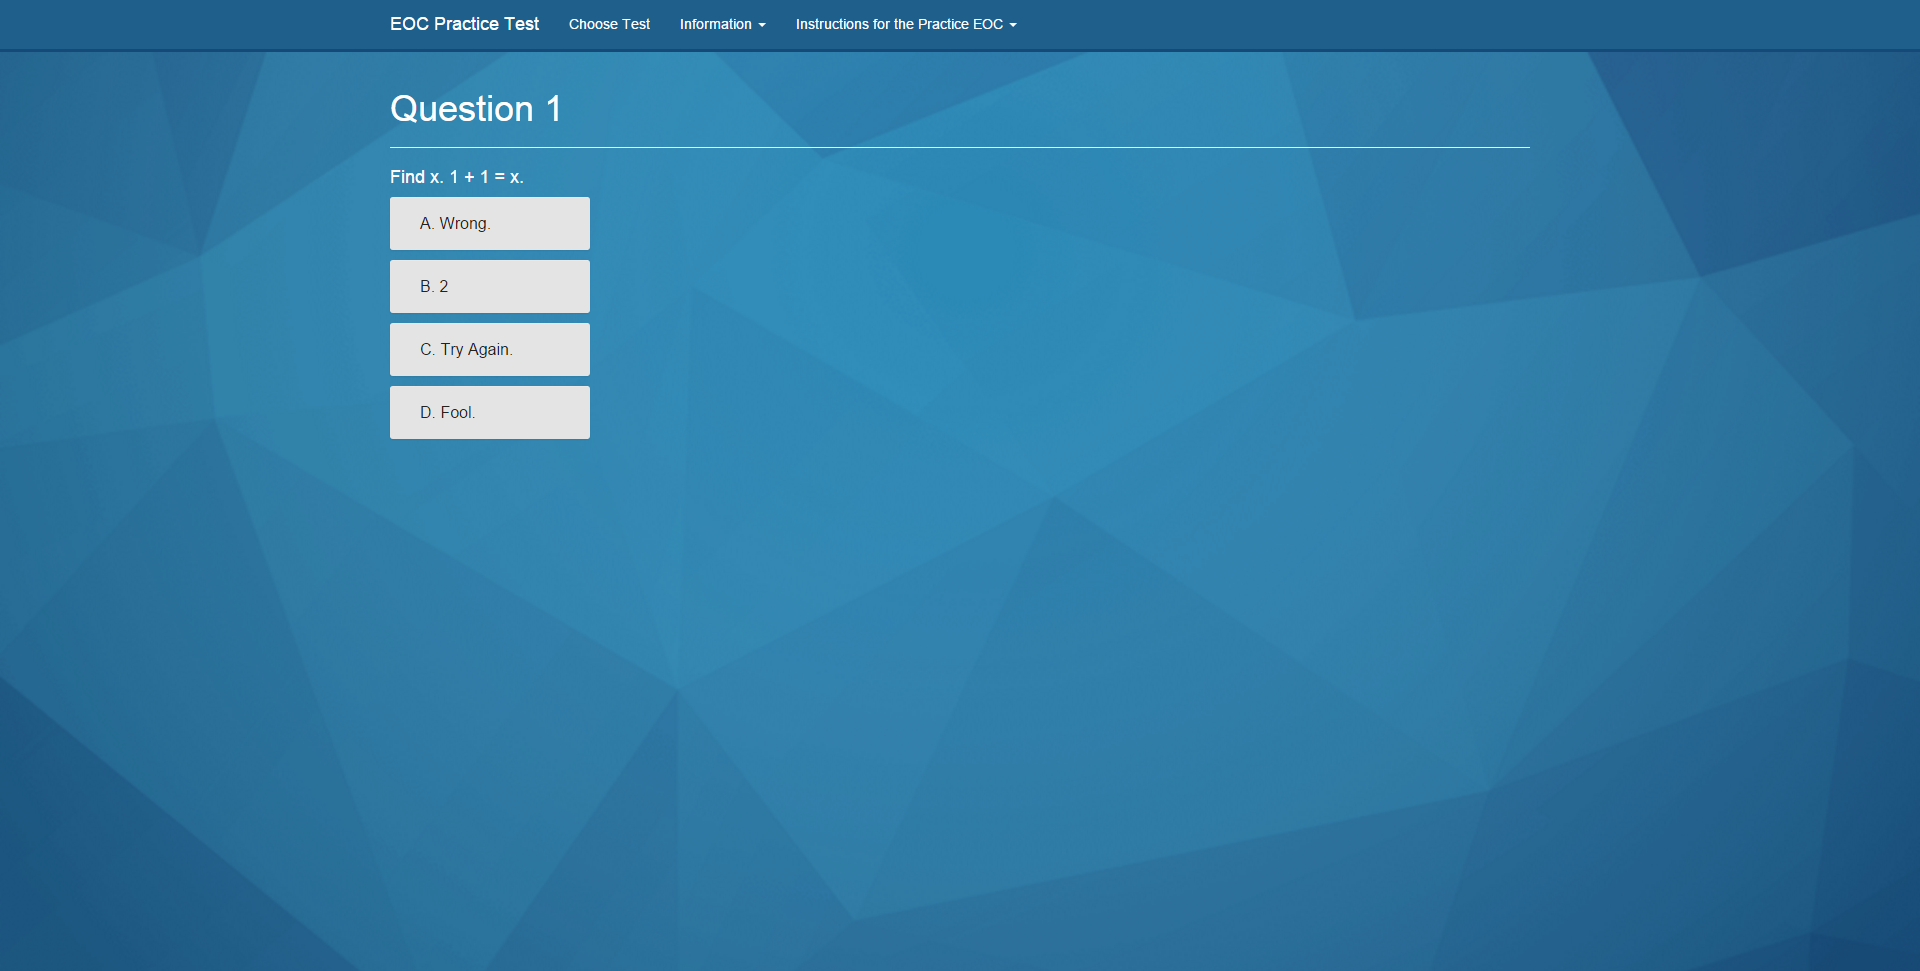 EOC Practice Test Choose Test Information Instructions for the Practice EOC
Question 1
Find x. 1 + 1 = x.
A. Wrong.
B. 2
C. Try Again.
D. Fool.